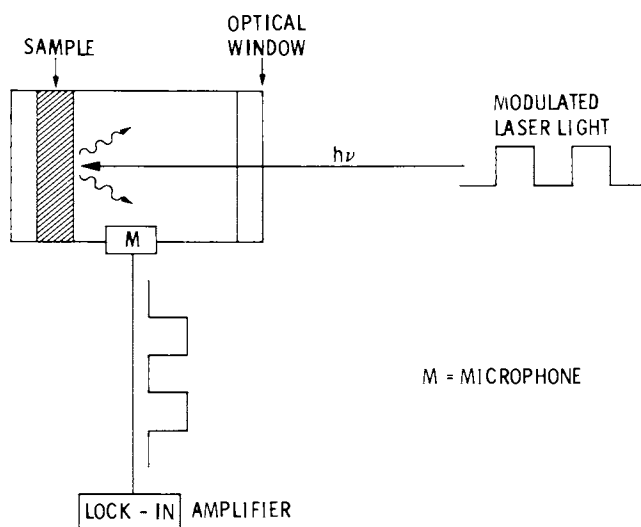 OPTICAL
WINDOW
SAMPLE
MODULATED
LASER LIGHT
hν
M
M = MICROPHONE
LOCK - IN AMPLIFIER